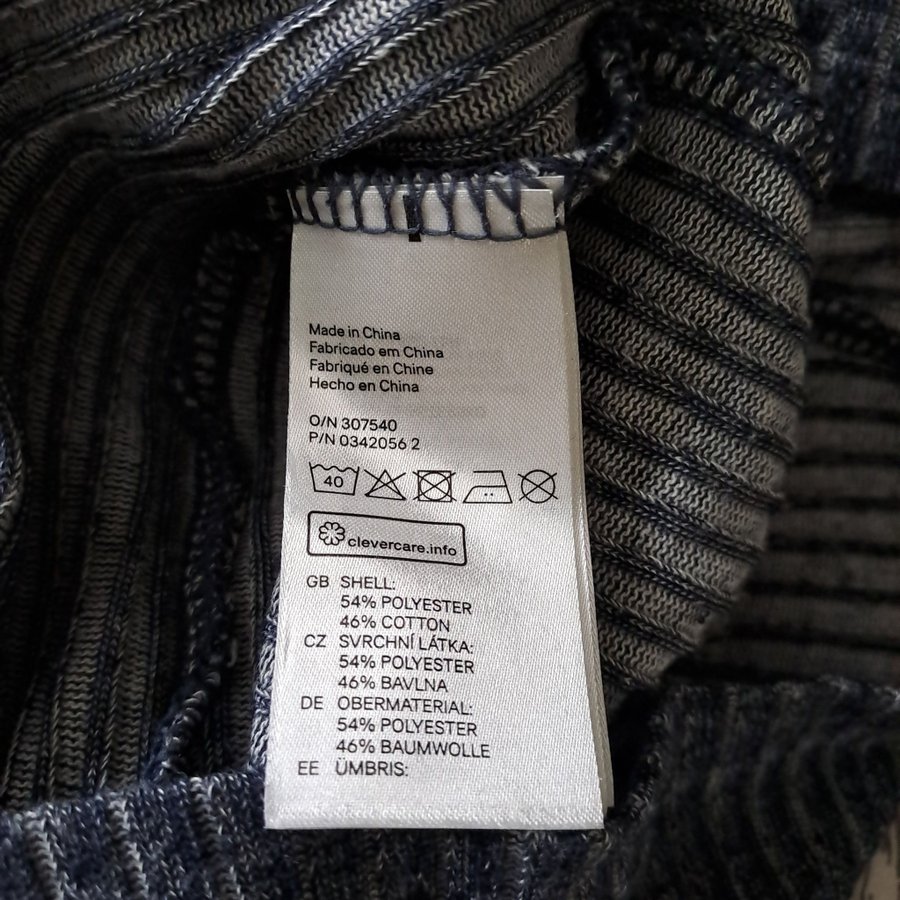 Made in China
Fabricado em China
Fabriqué en Chine
Hecho en China
O/N 307540
P/N 0342056 2
40
clevercare.info
GB SHELL:
54% POLYESTER
46% COTTON
CZ SVRCHNÍ LÁTKA:
54% POLYESTER
46% BAVLNA
DE OBERMATERIAL:
54% POLYESTER
46% BAUMWOLLE
EE ÜMBRIS: